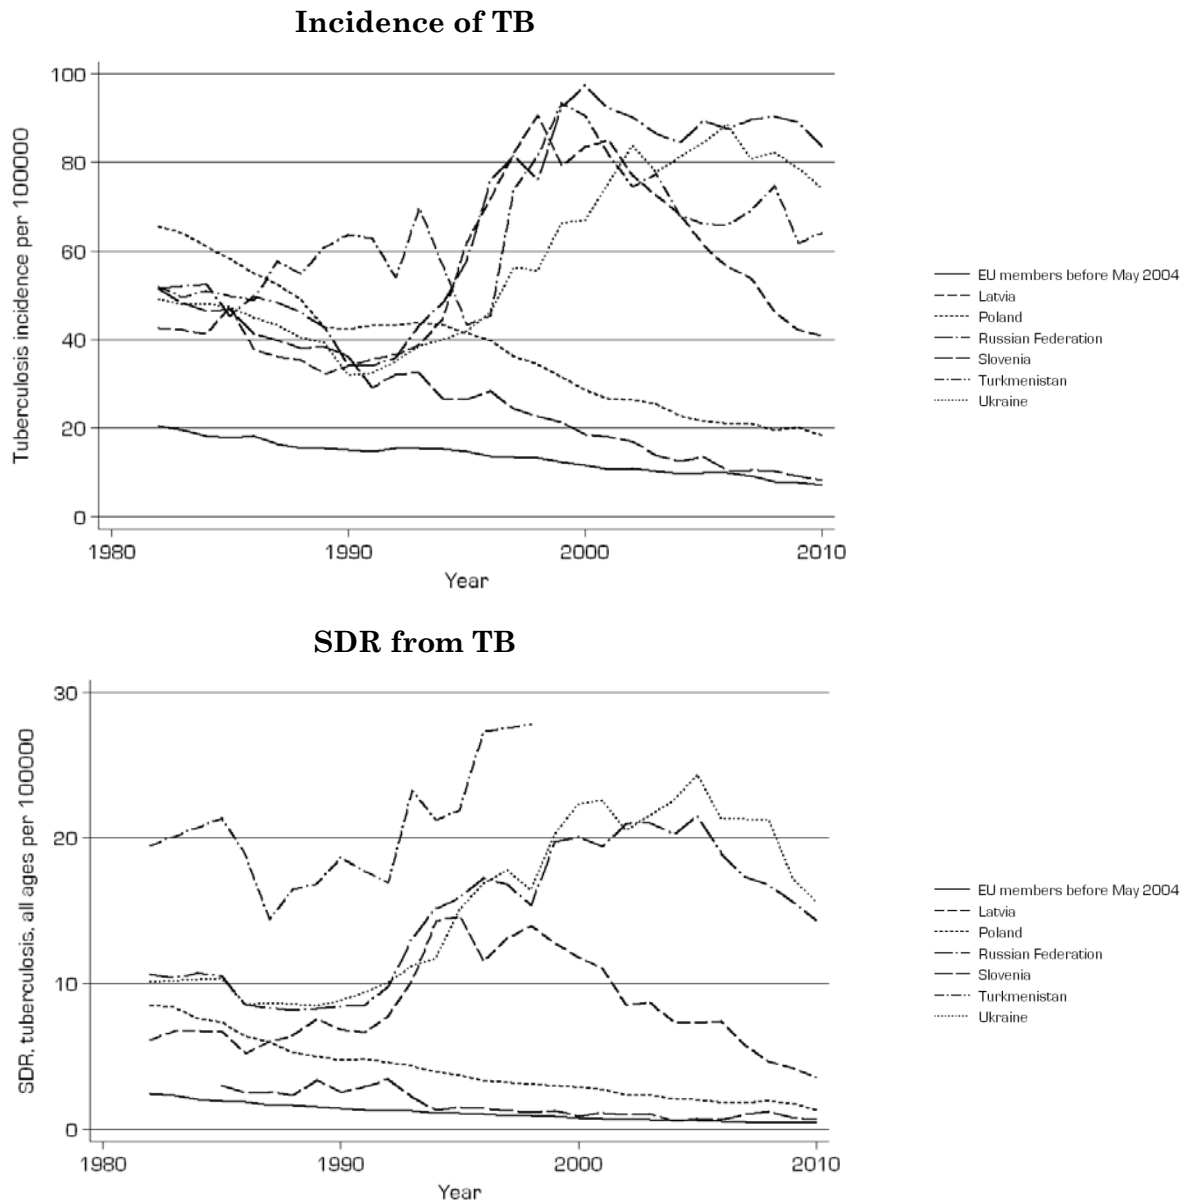 Incidence of TB
Tuberculosis incidence per 100000
100
80
60
40
20
0
1980 1990 2000 2010
Year
EU members before May 2004
Latvia
Poland
Russian Federation
Slovenia
Turkmenistan
Ukraine
SDR from TB
SDR, tuberculosis, all ages per 100000
30
20
10
0
1980 1990 2000 2010
Year
EU members before May 2004
Latvia
Poland
Russian Federation
Slovenia
Turkmenistan
Ukraine